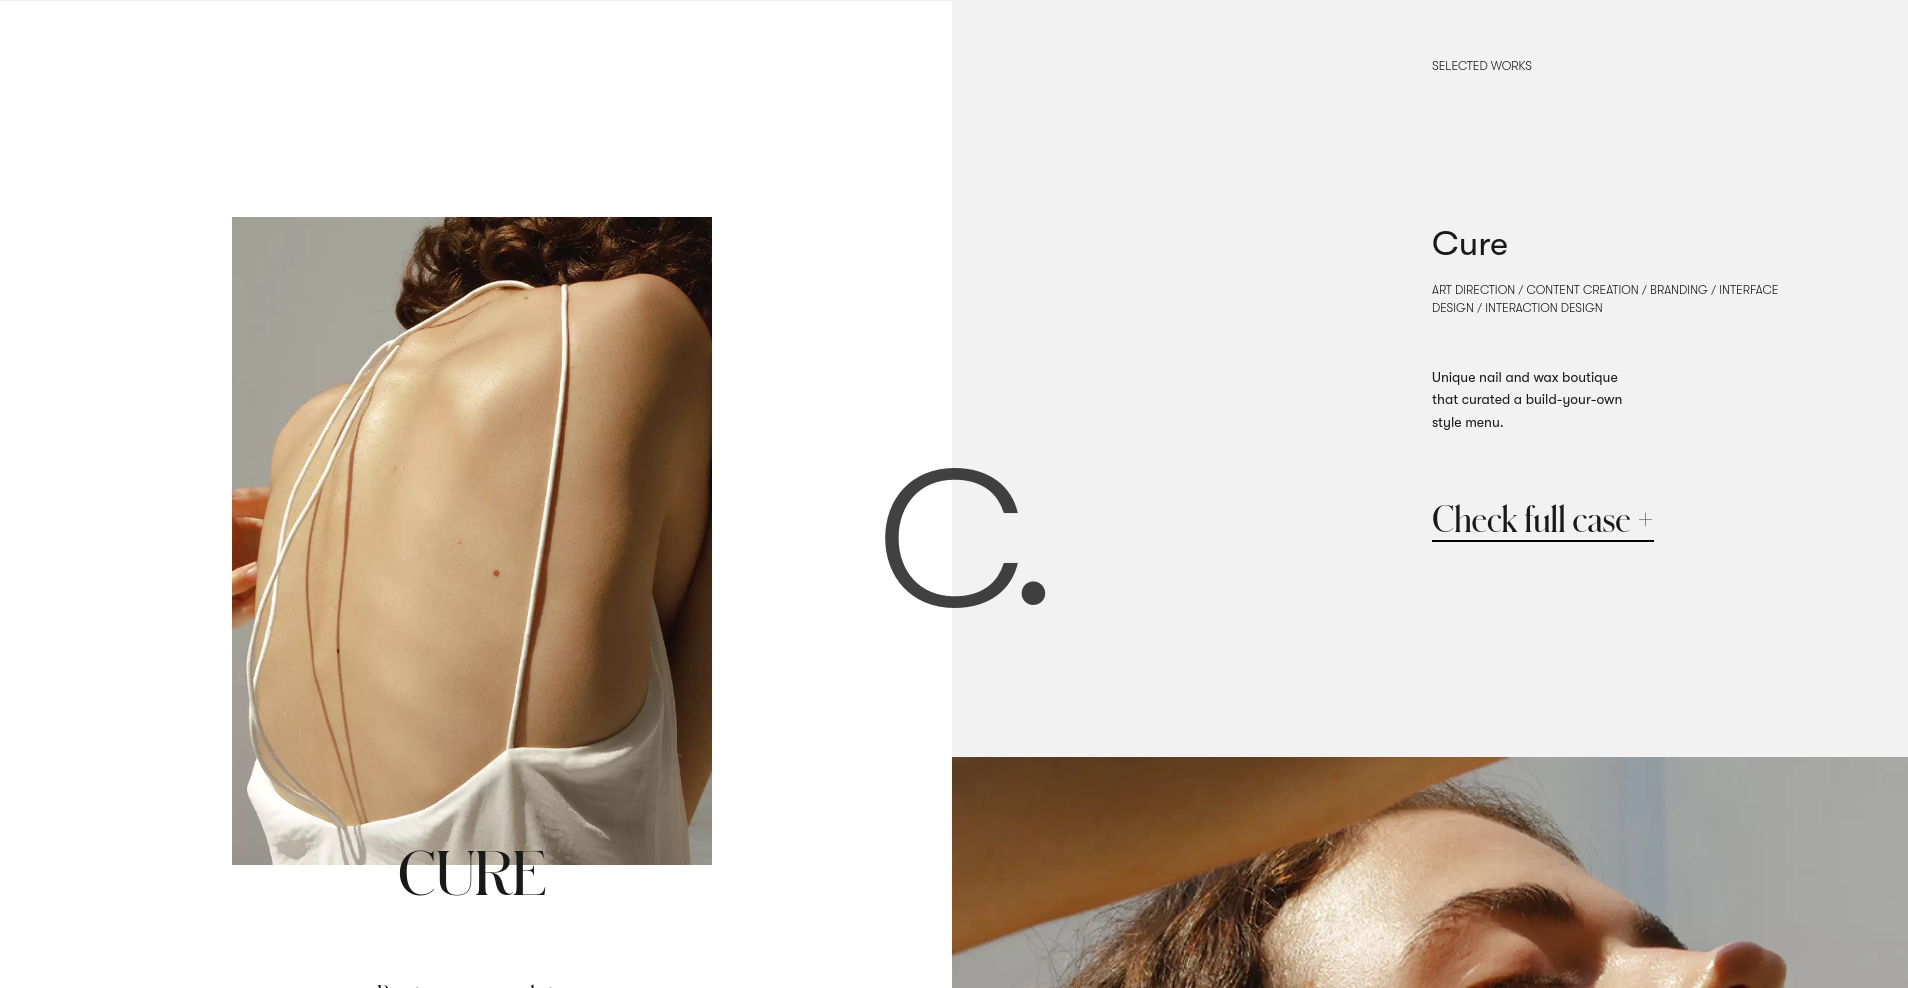 SELECTED WORKS
Cure
ART DIRECTION / CONTENT CREATION / BRANDING / INTERFACE
DESIGN / INTERACTION DESIGN
Unique nail and wax boutique
that curated a build-your-own
style menu.
C.
Check full case +
CURE